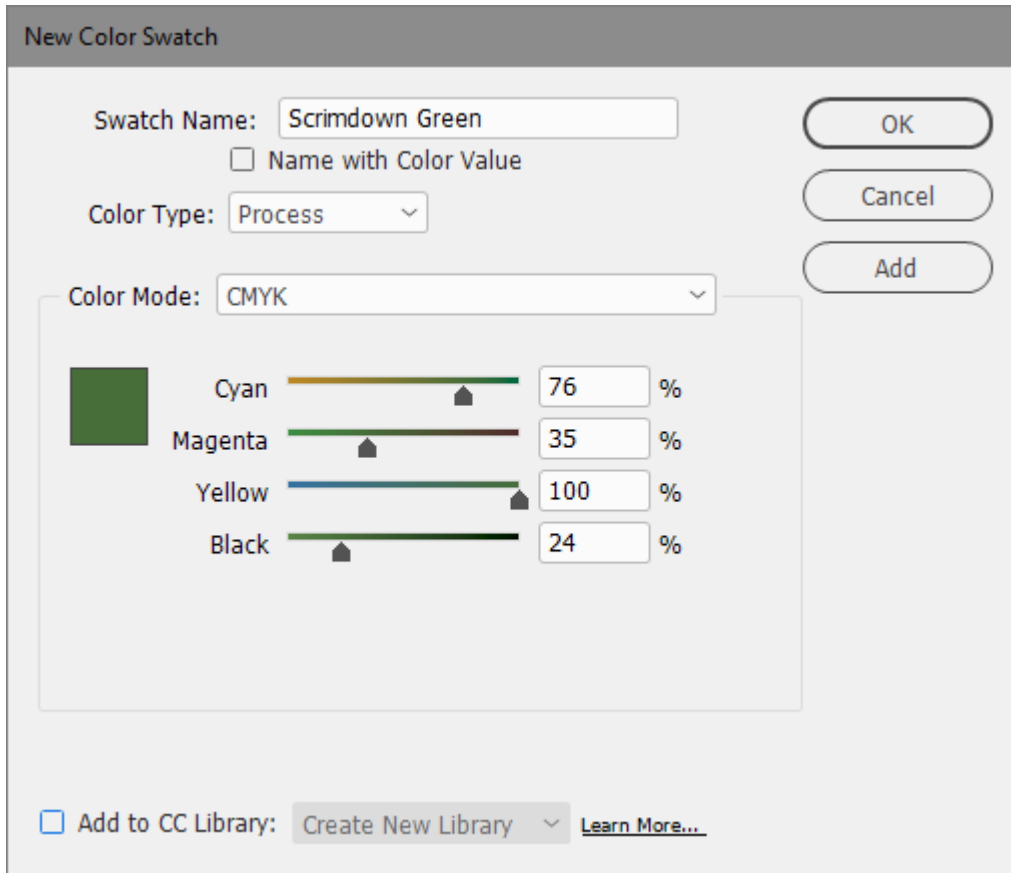 New Color Swatch
Swatch Name: Scrimdown Green
OK
Name with Color Value
Cancel
Color Type: Process
Add
Color Mode: CMYK
Cyan 76 %
Magenta 35 %
Yellow 100 %
Black 24 %
Add to CC Library: Create New Library Learn More...